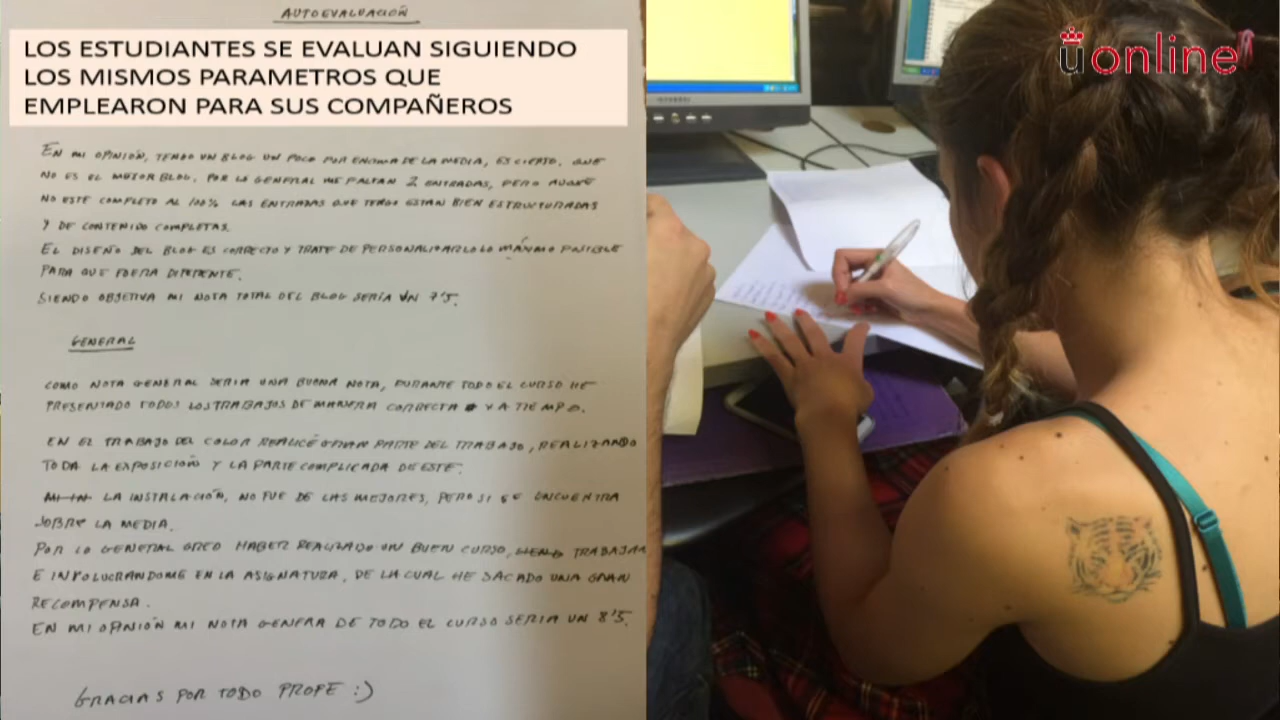 AUTOEVALUACIÓN
LOS ESTUDIANTES SE EVALUAN SIGUIENDO
LOS MISMOS PARAMETROS QUE
EMPLEARON PARA SUS COMPAÑEROS
EN MI OPINIÓN, TENGO UN BLOG UN POCO POR ENCIMA DE LA MEDIA, ES CIERTO, QUE
NO ES EL MEJOR BLOG, POR LO GENERAL ME FALTAN 2 ENTRADAS, PERO AUNQUE
NO ESTE COMPLETO AL 100% LAS ENTRADAS QUE TENGO ESTAN BIEN ESTRUCTURADAS
Y DE CONTENIDO COMPLETAS.
EL DISEÑO DEL BLOG ES CORRECTO Y TRATE DE PERSONALIZARLO LO MÁXIMO POSIBLE
PARA QUE FUERA DIFERENTE.
SIENDO OBJETIVA MI NOTA TOTAL DEL BLOG SERÍA UN 7'5.
GENERAL
COMO NOTA GENERAL SERIA UNA BUENA NOTA, DURANTE TODO EL CURSO HE
PRESENTADO TODOS LOS TRABAJOS DE MANERA CORRECTA Y A TIEMPO.
EN EL TRABAJO DEL COLOR REALICÉ GRAN PARTE DEL TRABAJO, REALIZANDO
TODA LA EXPOSICIÓN Y LA PARTE COMPLICADA DE ESTE.
LA INSTALACIÓN, NO FUE DE LAS MEJORES, PERO SI SE ENCUENTRA
SOBRE LA MEDIA.
POR LO GENERAL CREO HABER REALIZADO UN BUEN CURSO, TRABAJAN
E INVOLUCRANDOME EN LA ASIGNATURA, DE LA CUAL HE SACADO UNA GRAN
RECOMPENSA.
EN MI OPINIÓN MI NOTA GENERA DE TODO EL CURSO SERIA UN 8'5.
GRACIAS POR TODO PROFE :)
uonline